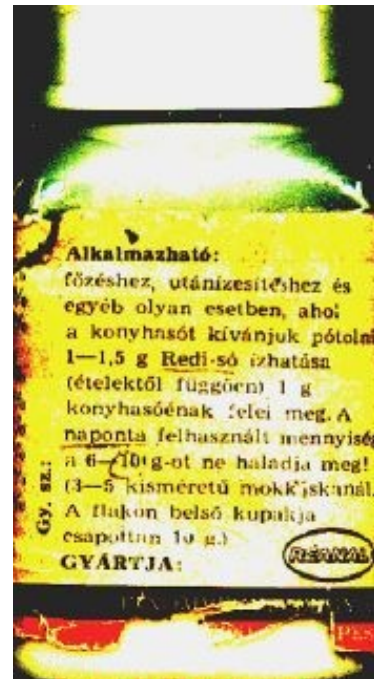 Alkalmazható:
főzéshez, utánízesítéshez és
egyéb olyan esetben, ahol
a konyhasót kívánjuk pótolni
1—1,5 g Redi-só ízhatása
(ételektől függően) 1 g
konyhasóénak felei meg. A
naponta felhasznált mennyiség
a 6—10 g-ot ne haladja meg!
(3—5 kisméretű mokkáskanál.
A flakon belső kupakja
csapottan 10 g.)
Gy. sz.:
GYÁRTJA:
REANAL